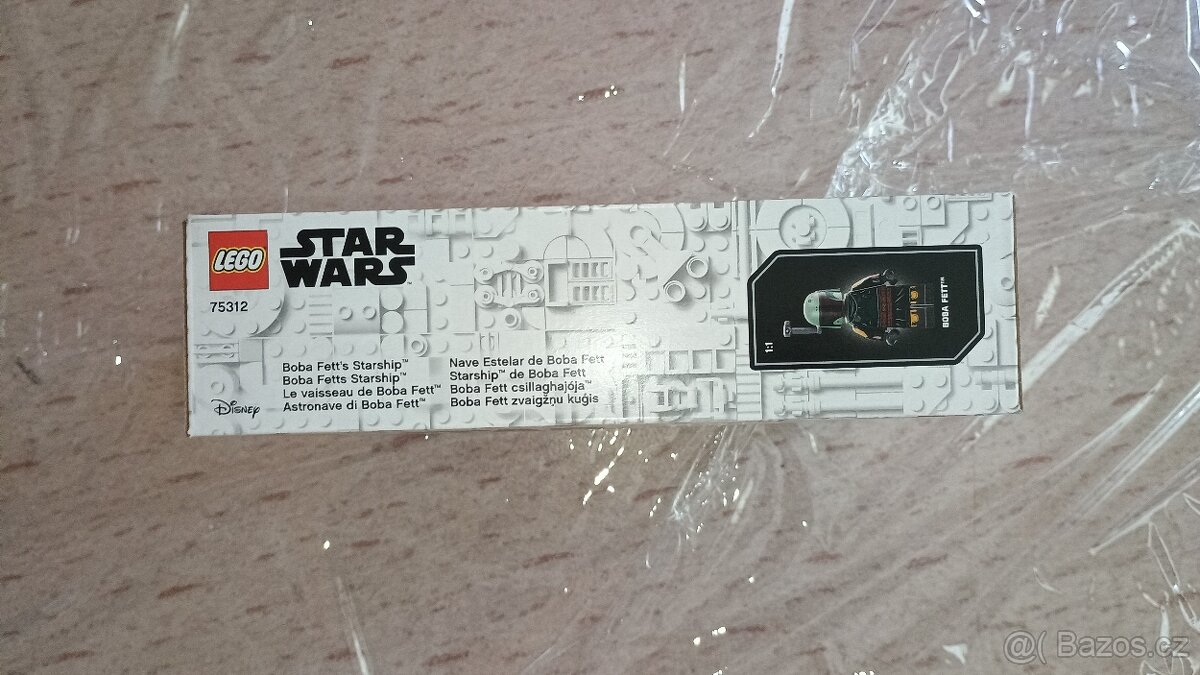 LEGO
STAR
WARS™
75312
Boba Fett's Starship™
Boba Fetts Starship™
Le vaisseau de Boba Fett™
Astronave di Boba Fett™
Nave Estelar de Boba Fett
Starship™ de Boba Fett
Boba Fett csillaghajója™
Boba Fett zvaigžņu kuģis
Disney
1:1
BOBA FETT™
@( Bazoš.cz